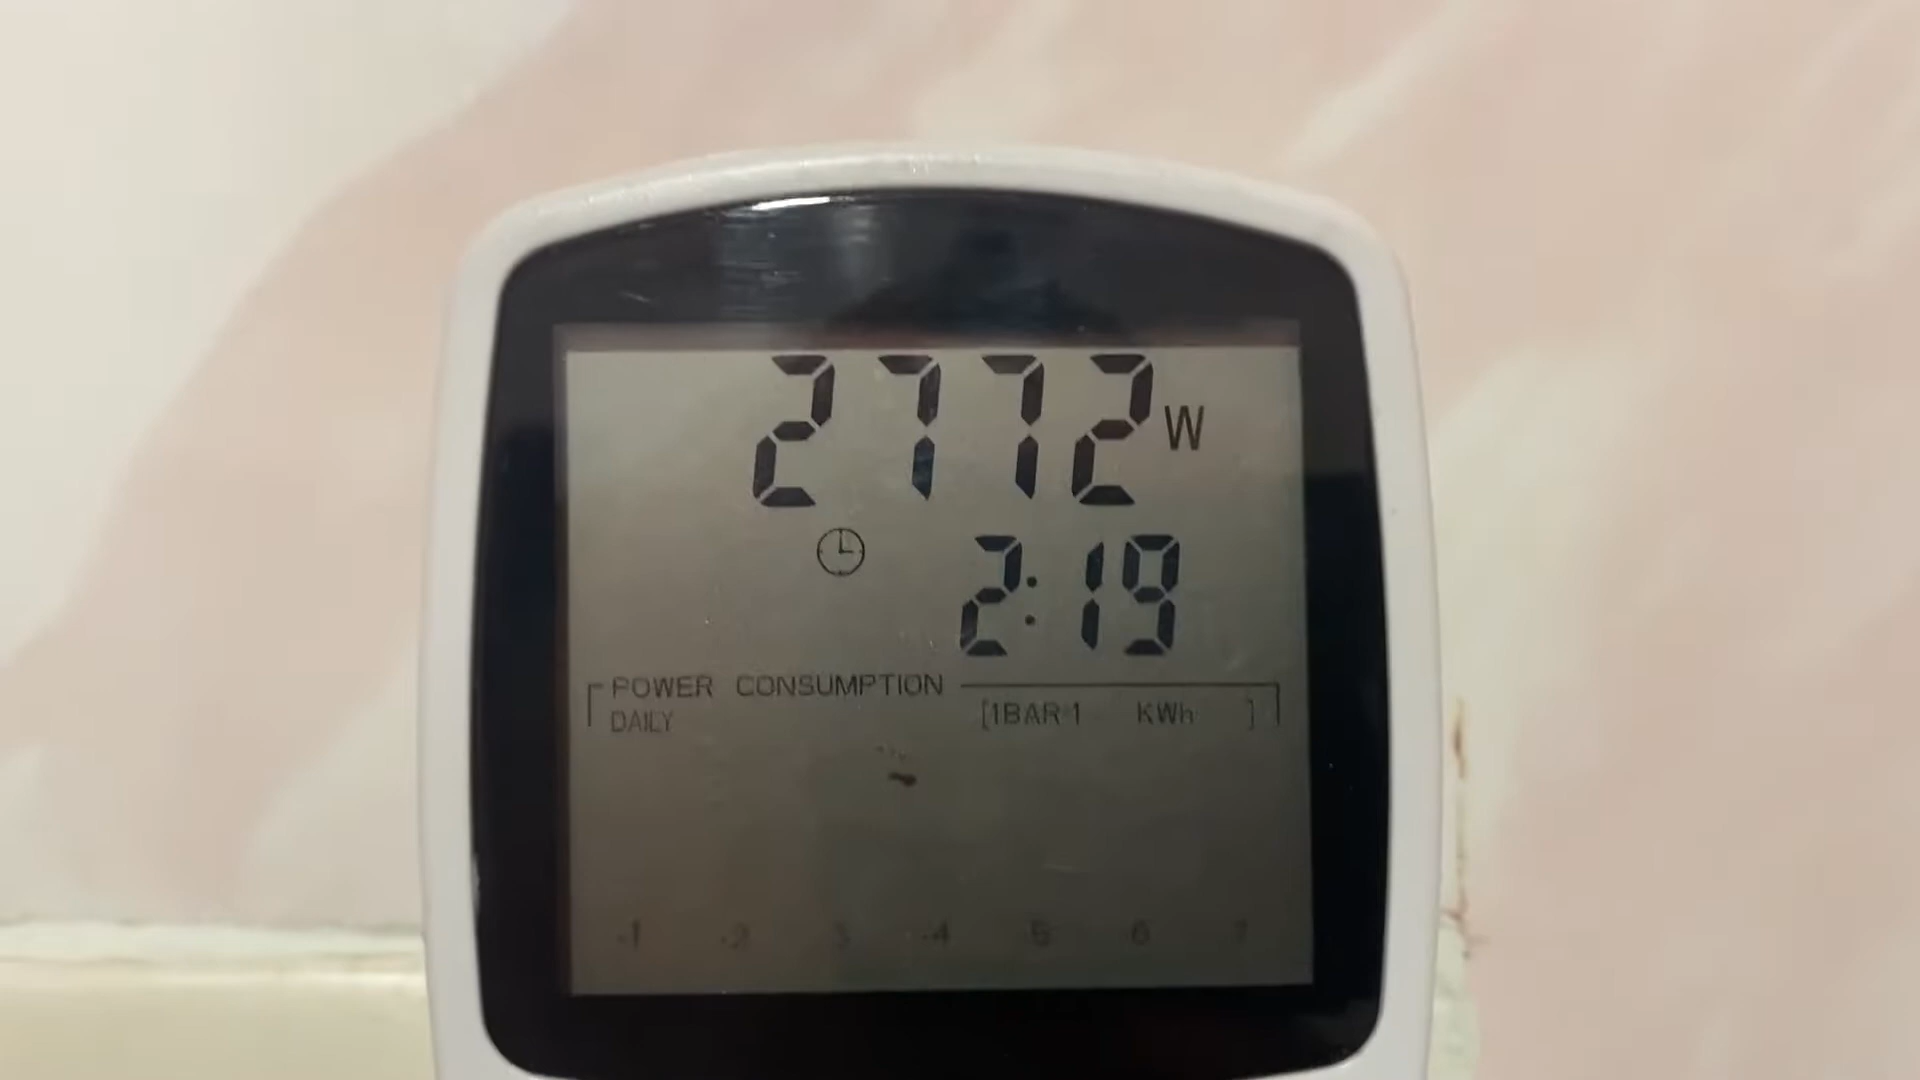 2772 W
2:19
POWER CONSUMPTION
DAILY [1BAR 1 KWh ]
-1 -2 -3 -4 -5 -6 -7